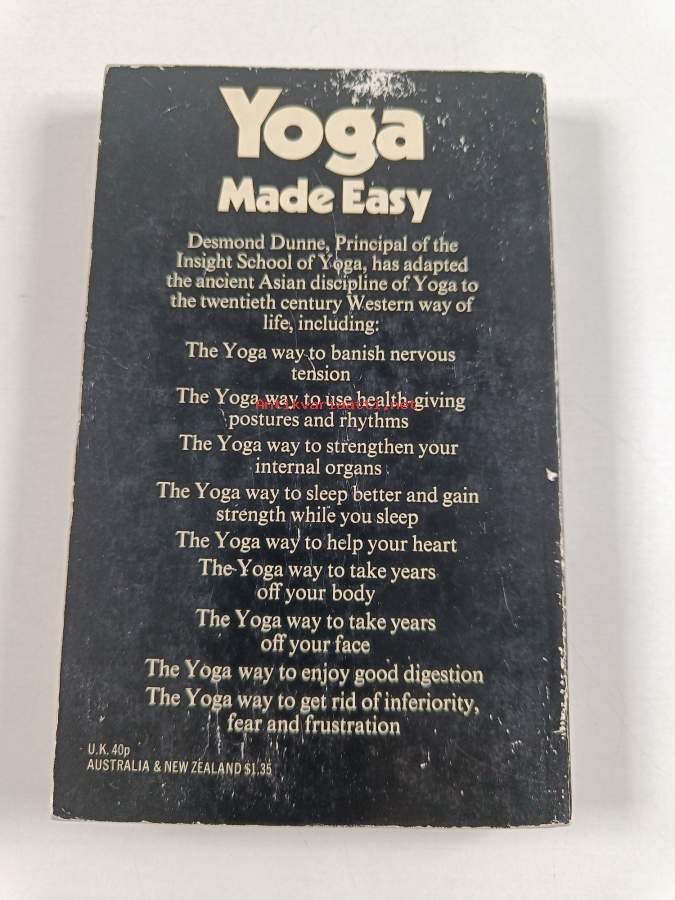 Yoga
Made Easy
Desmond Dunne, Principal of the
Insight School of Yoga, has adapted
the ancient Asian discipline of Yoga to
the twentieth century Western way of
life, including:
The Yoga way to banish nervous
tension
The Yoga way to use health-giving
Antikvariaatti.net
postures and rhythms
The Yoga way to strengthen your
internal organs
The Yoga way to sleep better and gain
strength while you sleep
The Yoga way to help your heart
The Yoga way to take years
off your body
The Yoga way to take years
off your face
The Yoga way to enjoy good digestion
The Yoga way to get rid of inferiority,
fear and frustration
U.K. 40p
AUSTRALIA & NEW ZEALAND $1.35